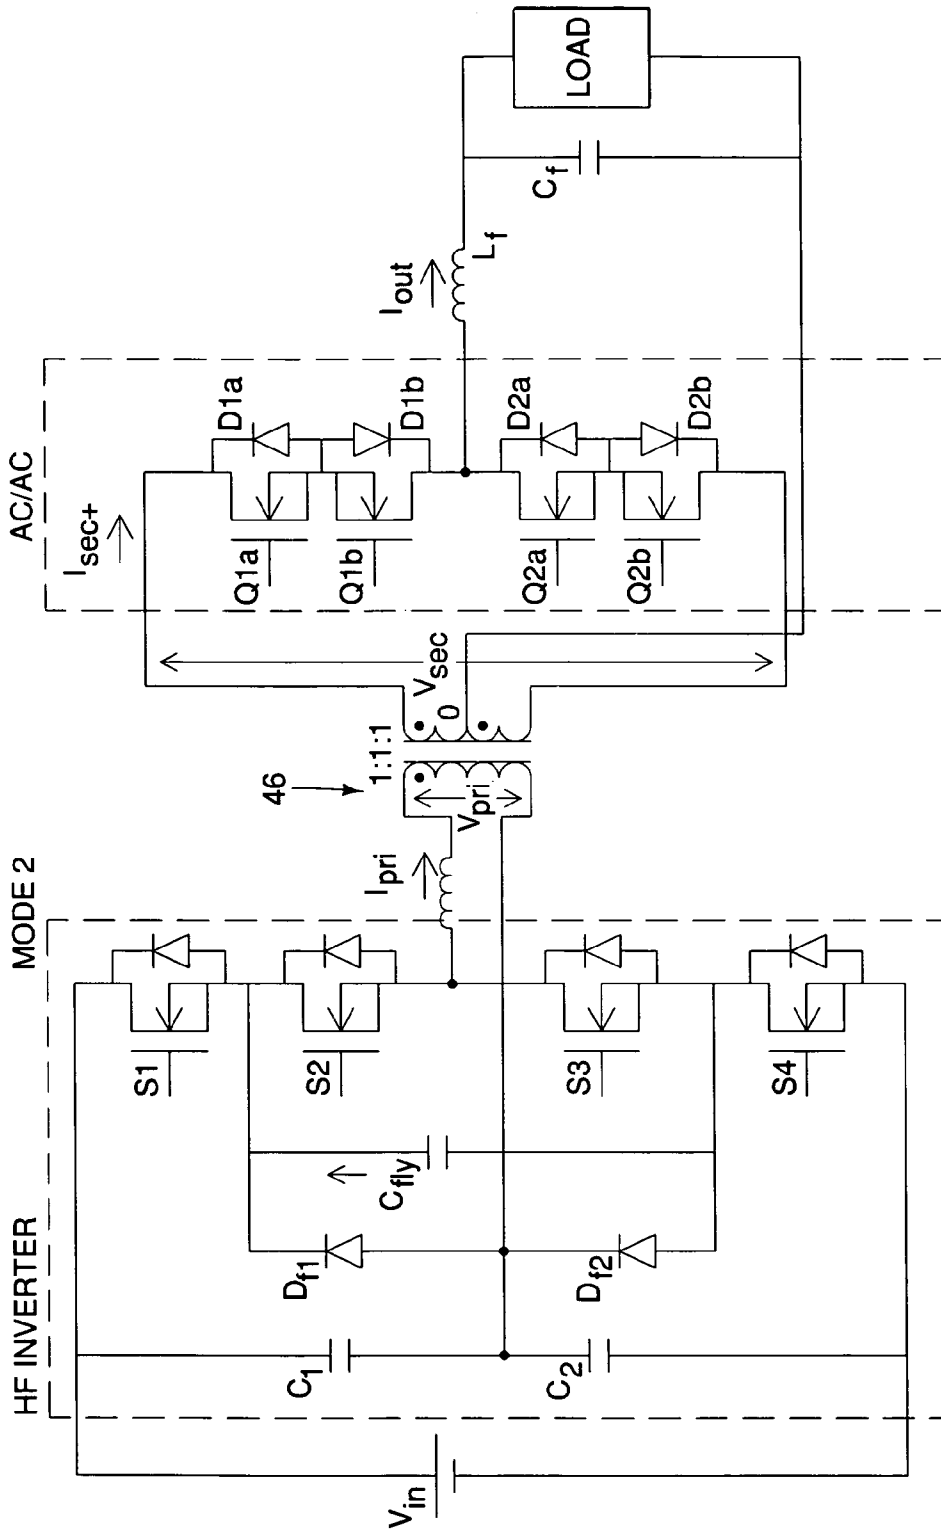 HF INVERTER
MODE 2
AC/AC
V_in
C_1
C_2
D_f1
D_f2
C_fly
S1
S2
S3
S4
I_pri
46
1:1:1
V_pri
0
V_sec
I_sec+
Q1a
Q1b
Q2a
Q2b
D1a
D1b
D2a
D2b
I_out
L_f
C_f
LOAD